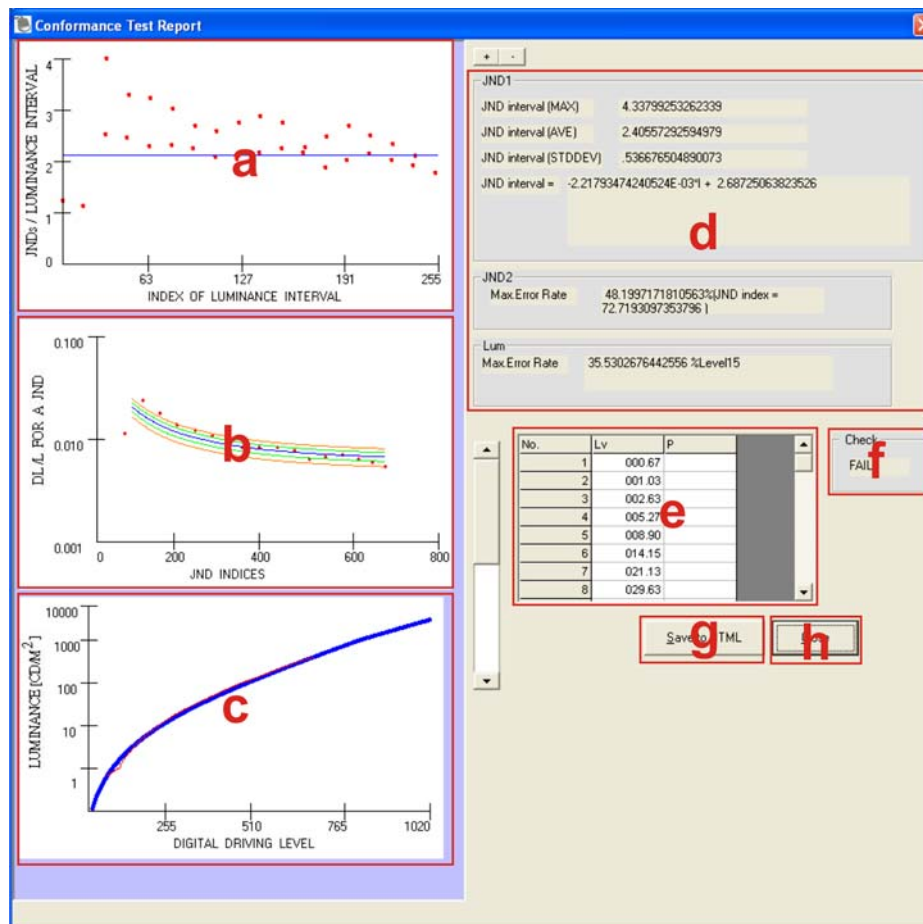 Conformance Test Report
JNDs / LUMINANCE INTERVAL
4
3
2
1
0
63
127
191
255
INDEX OF LUMINANCE INTERVAL
a
DL/L FOR A JND
0.100
0.010
0.001
0
200
400
600
800
JND INDICES
b
LUMINANCE [CD/M²]
10000
1000
100
10
1
255
510
765
1020
DIGITAL DRIVING LEVEL
c
+ -
JND1
JND interval (MAX) 4.33799253262339
JND interval (AVE) 2.40557292594979
JND interval (STDDEV) .536676504890073
JND interval = -2.21793474240524E-03*I + 2.68725063823526
d
JND2
Max.Error Rate 48.1997171810563%(JND index =
72.7193097353796 )
Lum
Max.Error Rate 35.5302676442556 %Level15
No. Lv P
1 000.67
2 001.03
3 002.63
4 005.27
5 008.90
6 014.15
7 021.13
8 029.63
e
Check
FAIL
f
Save to HTML
g
h